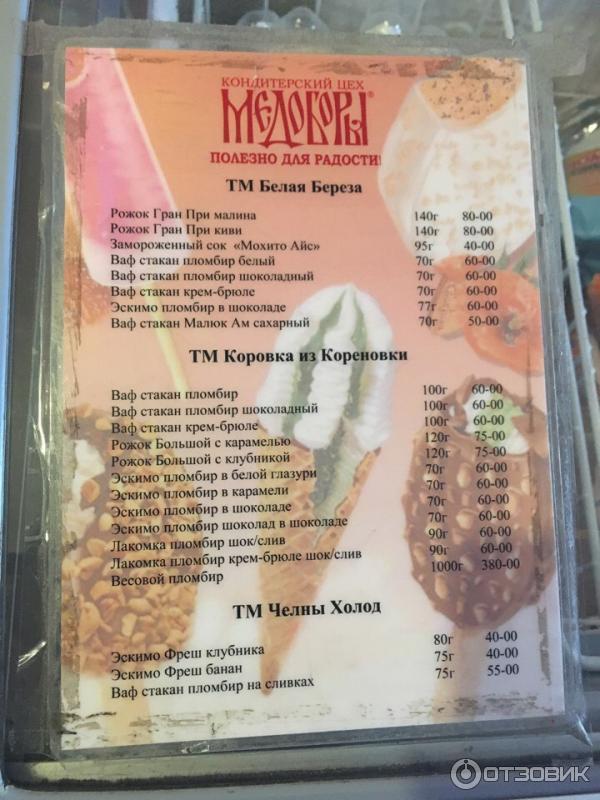 КОНДИТЕРСКИЙ ЦЕХ
МЕДОБОРЫ®
ПОЛЕЗНО ДЛЯ РАДОСТИ!
ТМ Белая Береза
Рожок Гран При малина 140г 80-00
Рожок Гран При киви 140г 80-00
Замороженный сок «Мохито Айс» 95г 40-00
Ваф стакан пломбир белый 70г 60-00
Ваф стакан пломбир шоколадный 70г 60-00
Ваф стакан крем-брюле 70г 60-00
Эскимо пломбир в шоколаде 77г 60-00
Ваф стакан Малюк Ам сахарный 70г 50-00
ТМ Коровка из Кореновки
Ваф стакан пломбир 100г 60-00
Ваф стакан пломбир шоколадный 100г 60-00
Ваф стакан крем-брюле 100г 60-00
Рожок Большой с карамелью 120г 75-00
Рожок Большой с клубникой 120г 75-00
Эскимо пломбир в белой глазури 70г 60-00
Эскимо пломбир в карамели 70г 60-00
Эскимо пломбир в шоколаде 70г 60-00
Эскимо пломбир шоколад в шоколаде 70г 60-00
Лакомка пломбир шок/слив 90г 60-00
Лакомка пломбир крем-брюле шок/слив 90г 60-00
Весовой пломбир 1000г 380-00
ТМ Челны Холод
Эскимо Фреш клубника 80г 40-00
Эскимо Фреш банан 75г 40-00
Ваф стакан пломбир на сливках 75г 55-00
ОТЗОВИК